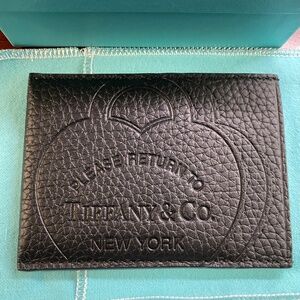 PLEASE RETURN TO
TIFFANY & CO.
NEW YORK